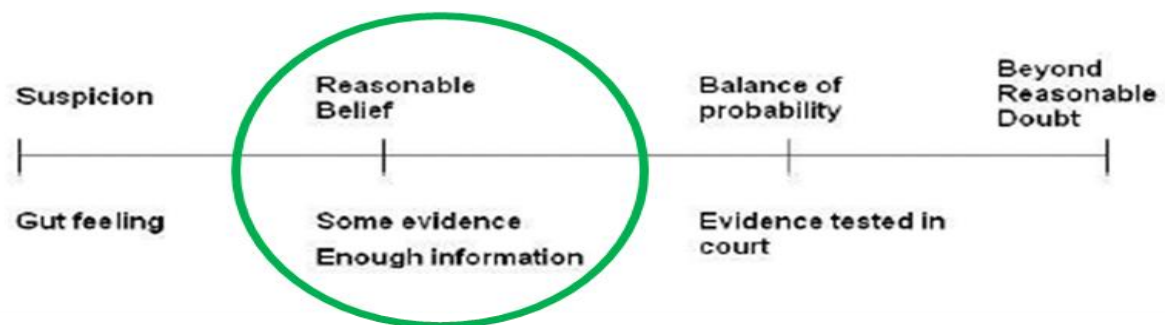 Suspicion
Reasonable
Belief
Balance of
probability
Beyond
Reasonable
Doubt
Gut feeling
Some evidence
Enough information
Evidence tested in
court